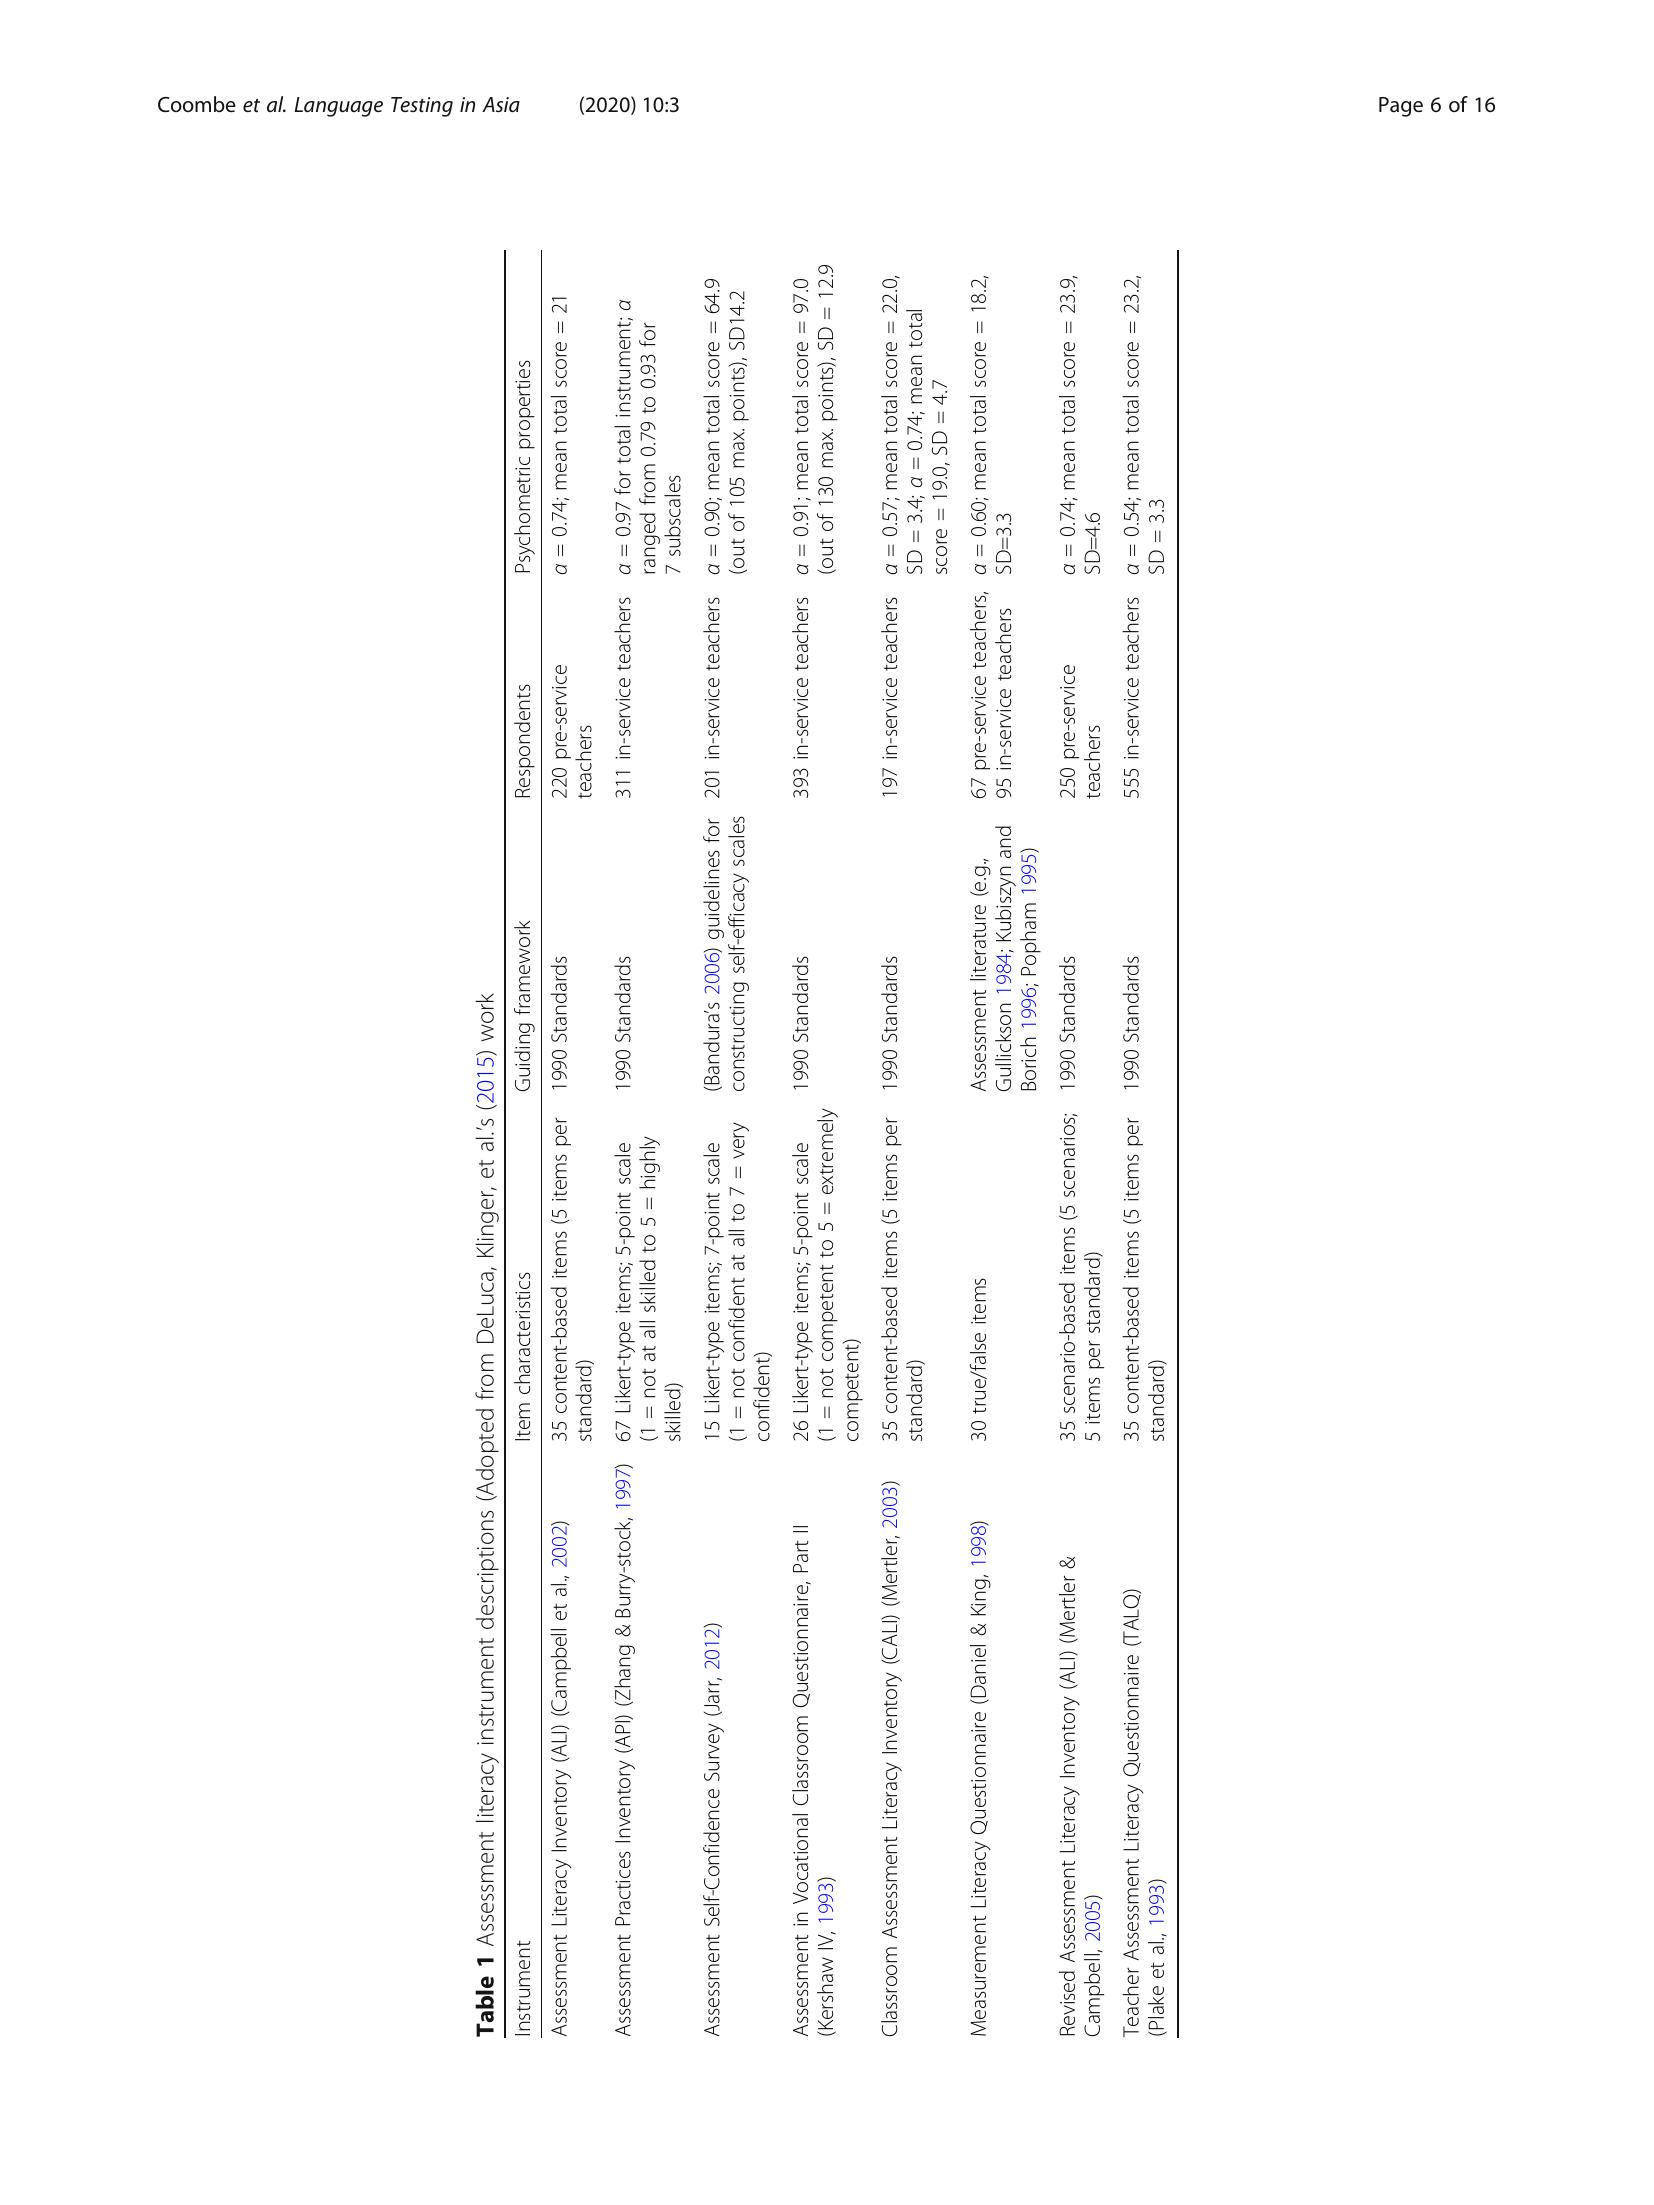 Coombe et al. Language Testing in Asia (2020) 10:3 Page 6 of 16
Table 1 Assessment literacy instrument descriptions (Adopted from DeLuca, Klinger, et al.'s (2015) work
Instrument Item characteristics Guiding framework Respondents Psychometric properties
Assessment Literacy Inventory (ALI) (Campbell et al., 2002) 35 content-based items (5 items per 1990 Standards 220 pre-service α = 0.74; mean total score = 21
standard) teachers
Assessment Practices Inventory (API) (Zhang & Burry-stock, 1997) 67 Likert-type items; 5-point scale 1990 Standards 311 in-service teachers α = 0.97 for total instrument; α
(1 = not at all skilled to 5 = highly ranged from 0.79 to 0.93 for
skilled) 7 subscales
Assessment Self-Confidence Survey (Jarr, 2012) 15 Likert-type items; 7-point scale (Bandura's 2006) guidelines for 201 in-service teachers α = 0.90; mean total score = 64.9
(1 = not confident at all to 7 = very constructing self-efficacy scales (out of 105 max. points), SD14.2
confident)
Assessment in Vocational Classroom Questionnaire, Part II 26 Likert-type items; 5-point scale 1990 Standards 393 in-service teachers α = 0.91; mean total score = 97.0
(Kershaw IV, 1993) (1 = not competent to 5 = extremely (out of 130 max. points), SD = 12.9
competent)
Classroom Assessment Literacy Inventory (CALI) (Mertler, 2003) 35 content-based items (5 items per 1990 Standards 197 in-service teachers α = 0.57; mean total score = 22.0,
standard) SD = 3.4; α = 0.74; mean total
score = 19.0, SD = 4.7
Measurement Literacy Questionnaire (Daniel & King, 1998) 30 true/false items Assessment literature (e.g., 67 pre-service teachers, α = 0.60; mean total score = 18.2,
Gullickson 1984; Kubiszyn and 95 in-service teachers SD=3.3
Borich 1996; Popham 1995)
Revised Assessment Literacy Inventory (ALI) (Mertler & 35 scenario-based items (5 scenarios; 1990 Standards 250 pre-service α = 0.74; mean total score = 23.9,
Campbell, 2005) 5 items per standard) teachers SD=4.6
Teacher Assessment Literacy Questionnaire (TALQ) 35 content-based items (5 items per 1990 Standards 555 in-service teachers α = 0.54; mean total score = 23.2,
(Plake et al., 1993) standard) SD = 3.3